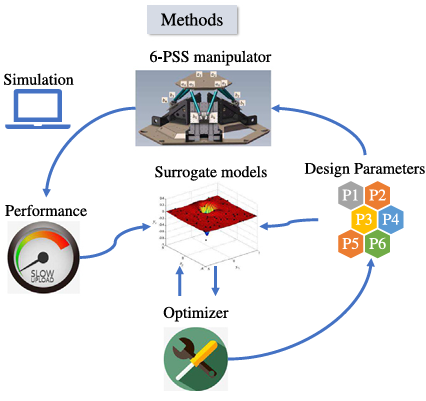 Methods
6-PSS manipulator
Simulation
Surrogate models
Design Parameters
P1 P2
P3 P4
P5 P6
Performance
SLOW
UPLOAD
Optimizer